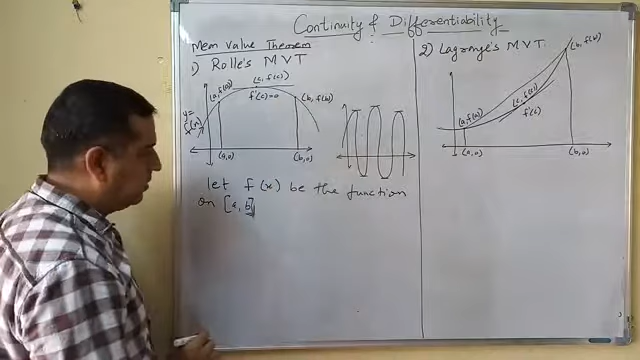 Continuity & Differentiability
Mean Value Theorem
1) Rolle's MVT
(a, f(a))
(c, f(c))
f'(c)=0
(b, f(b))
y=
f(x)
(a,0)
(b,0)
let f(x) be the function
on [a, b]
2) Lagrange's MVT.
(b, f(b))
(a, f(a))
(c, f(c))
f'(c)
(a,0)
(b,0)